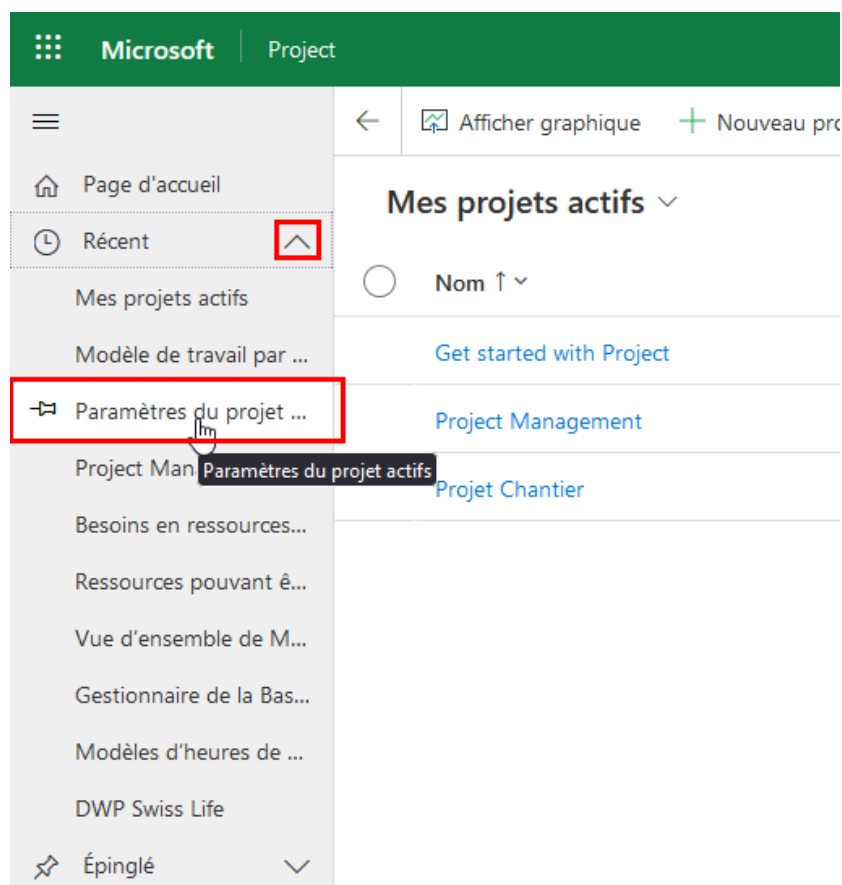 Microsoft Project
Afficher graphique Nouveau pro
Page d'accueil
Récent
Mes projets actifs
Modèle de travail par ...
Paramètres du projet ...
Paramètres du projet actifs
Project Man
Besoins en ressources...
Ressources pouvant ê...
Vue d'ensemble de M...
Gestionnaire de la Bas...
Modèles d'heures de ...
DWP Swiss Life
Épinglé
Mes projets actifs
Nom ↑
Get started with Project
Project Management
Projet Chantier